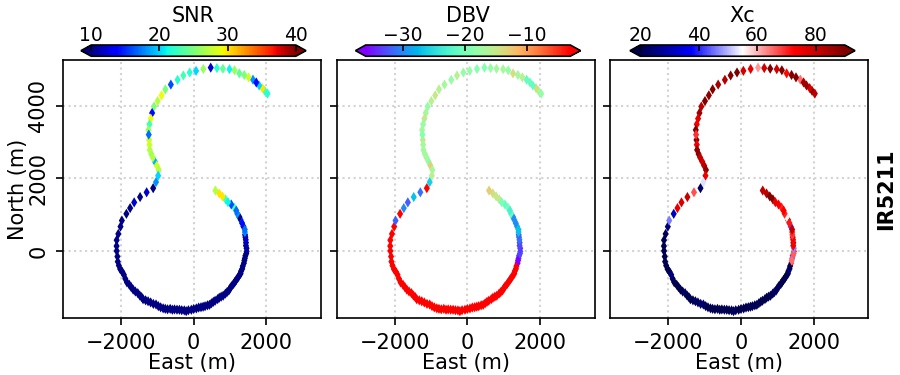 SNR DBV Xc
10 20 30 40 −30 −20 −10 20 40 60 80
4000
2000
0
North (m)
−2000 0 2000 −2000 0 2000 −2000 0 2000
East (m) East (m) East (m)
IR5211